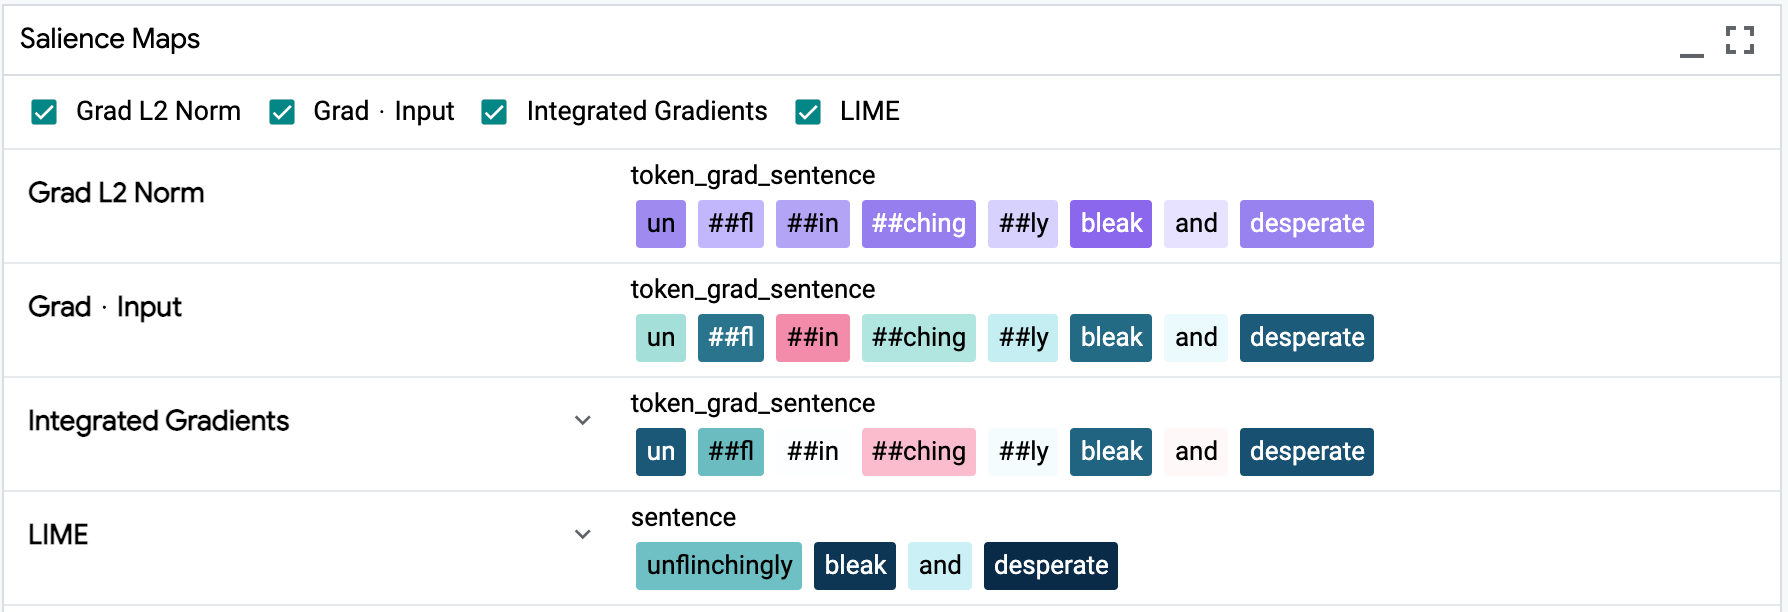 Salience Maps
Grad L2 Norm Grad · Input Integrated Gradients LIME
Grad L2 Norm
token_grad_sentence
un ##fl ##in ##ching ##ly bleak and desperate
Grad · Input
token_grad_sentence
un ##fl ##in ##ching ##ly bleak and desperate
Integrated Gradients
token_grad_sentence
un ##fl ##in ##ching ##ly bleak and desperate
LIME
sentence
unflinchingly bleak and desperate